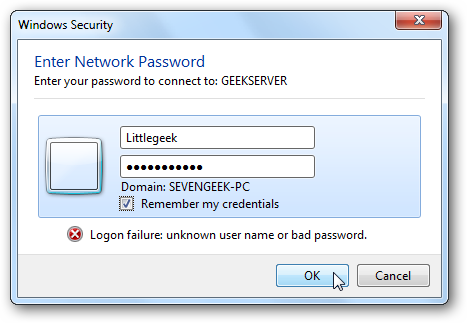 Windows Security
Enter Network Password
Enter your password to connect to: GEEKSERVER
Littlegeek
●●●●●●●●●●●
Domain: SEVENGEEK-PC
Remember my credentials
Logon failure: unknown user name or bad password.
OK
Cancel